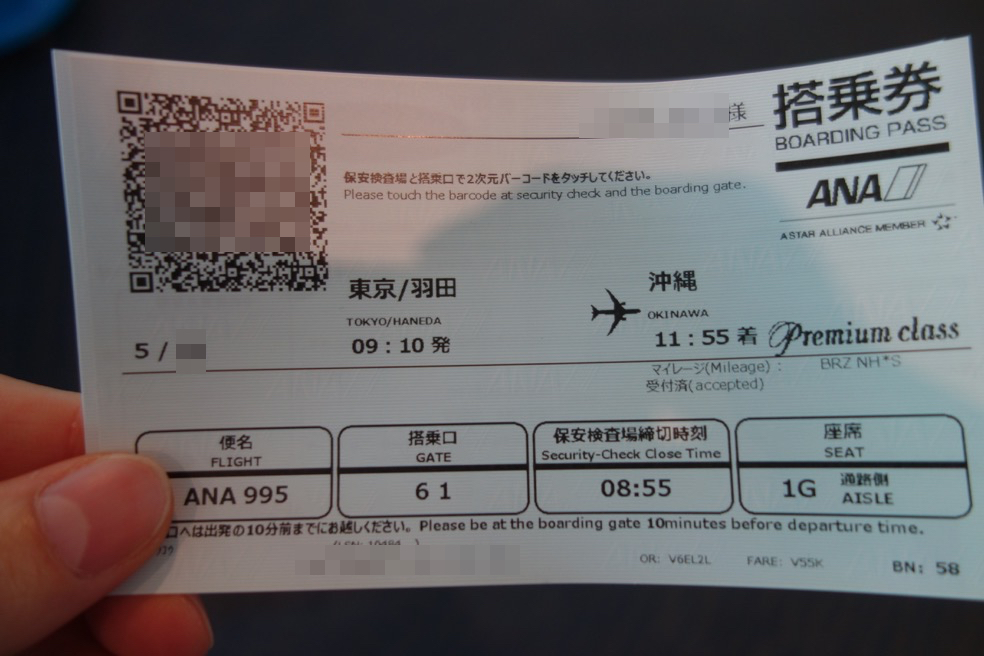 様
搭乗券
BOARDING PASS
ANA
A STAR ALLIANCE MEMBER
保安検査場と搭乗口で2次元バーコードをタッチしてください。
Please touch the barcode at security check and the boarding gate.
東京/羽田
沖縄
TOKYO/HANEDA
OKINAWA
5 /
09:10 発
11:55 着
Premium class
マイレージ(Mileage) :
BRZ NH*S
受付済(accepted)
便名
FLIGHT
ANA 995
搭乗口
GATE
61
保安検査場締切時刻
Security-Check Close Time
08:55
座席
SEAT
1G
通路側
AISLE
口へは出発の10分前までにお越しください。 Please be at the boarding gate 10minutes before departure time.
OR: V6EL2L
FARE: V55K
BN: 58